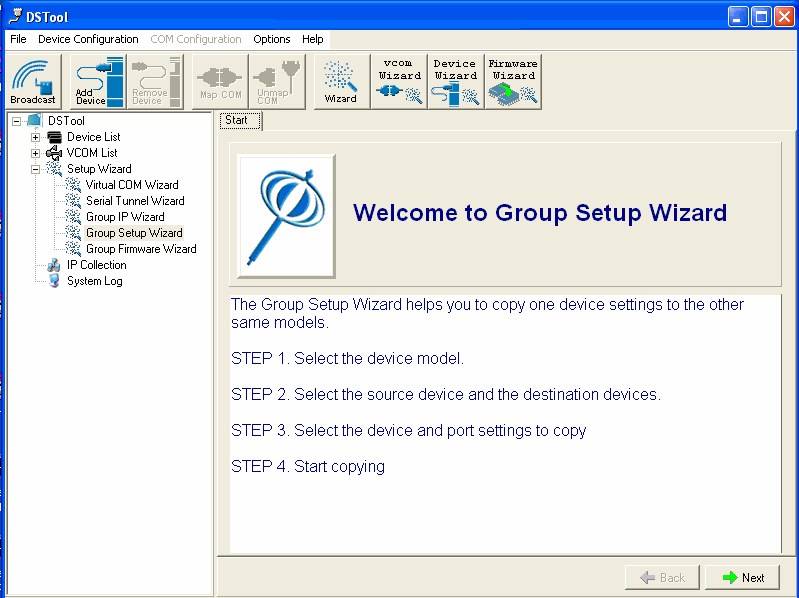 DSTool
File Device Configuration COM Configuration Options Help
Broadcast
Add
Device
Remove
Device
Map COM
Unmap
COM
Wizard
vcom
Wizard
Device
Wizard
Firmware
Wizard
DSTool
Device List
VCOM List
Setup Wizard
Virtual COM Wizard
Serial Tunnel Wizard
Group IP Wizard
Group Setup Wizard
Group Firmware Wizard
IP Collection
System Log
Start
Welcome to Group Setup Wizard
The Group Setup Wizard helps you to copy one device settings to the other
same models.
STEP 1. Select the device model.
STEP 2. Select the source device and the destination devices.
STEP 3. Select the device and port settings to copy
STEP 4. Start copying
Back
Next